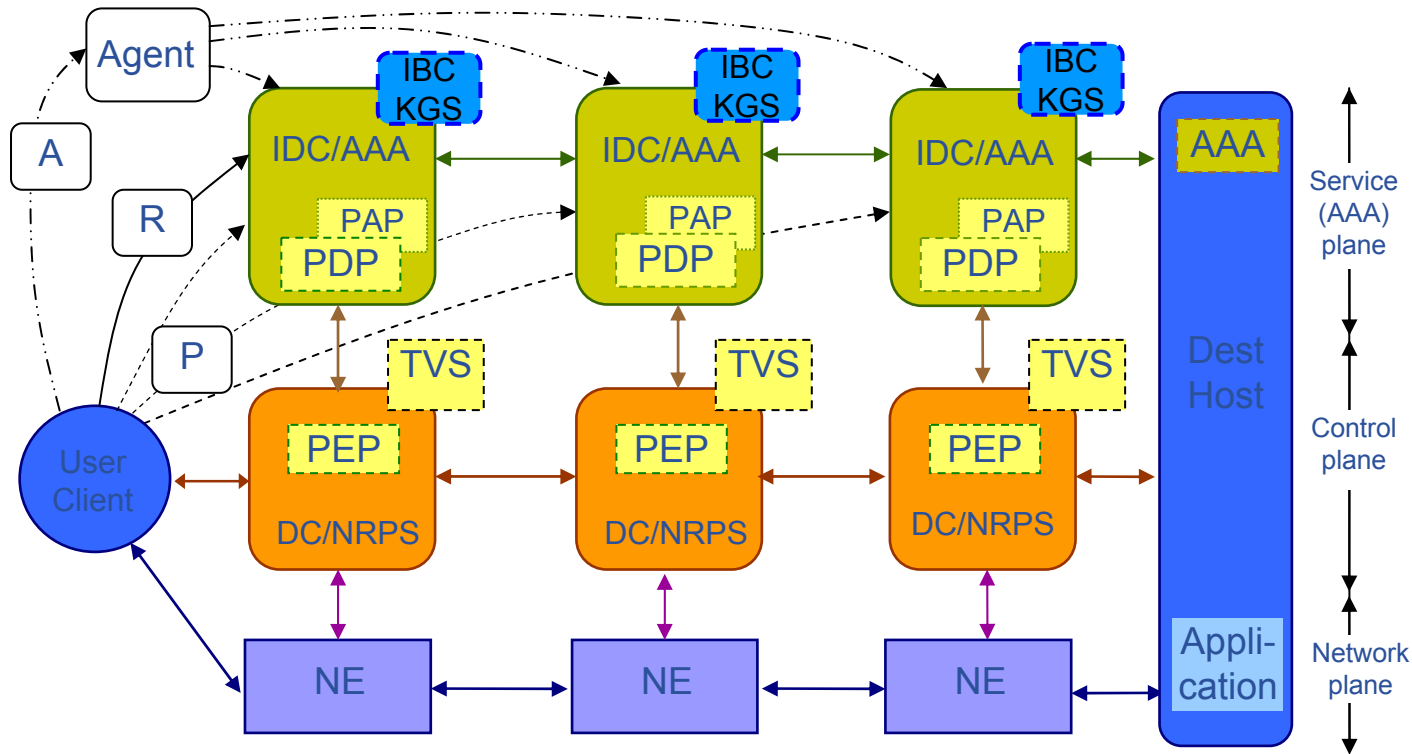 Agent
IBC
KGS
IBC
KGS
IBC
KGS
A
R
P
IDC/AAA
PAP
PDP
IDC/AAA
PAP
PDP
IDC/AAA
PAP
PDP
AAA
Service
(AAA)
plane
TVS
TVS
TVS
Dest
Host
User
Client
PEP
DC/NRPS
PEP
DC/NRPS
PEP
DC/NRPS
Control
plane
NE
NE
NE
Appli-
cation
Network
plane